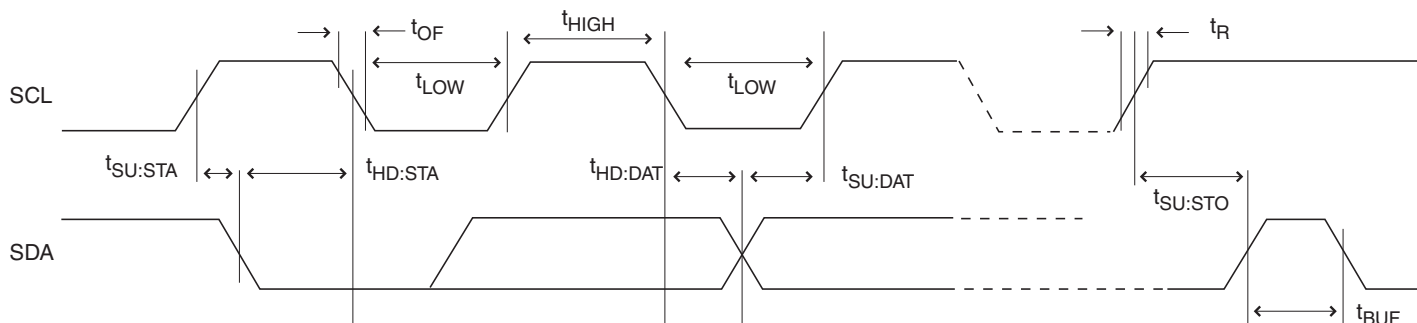 tOF
tHIGH
tR
SCL
tLOW
tLOW
tSU:STA
tHD:STA
tHD:DAT
tSU:DAT
tSU:STO
SDA
tBUF